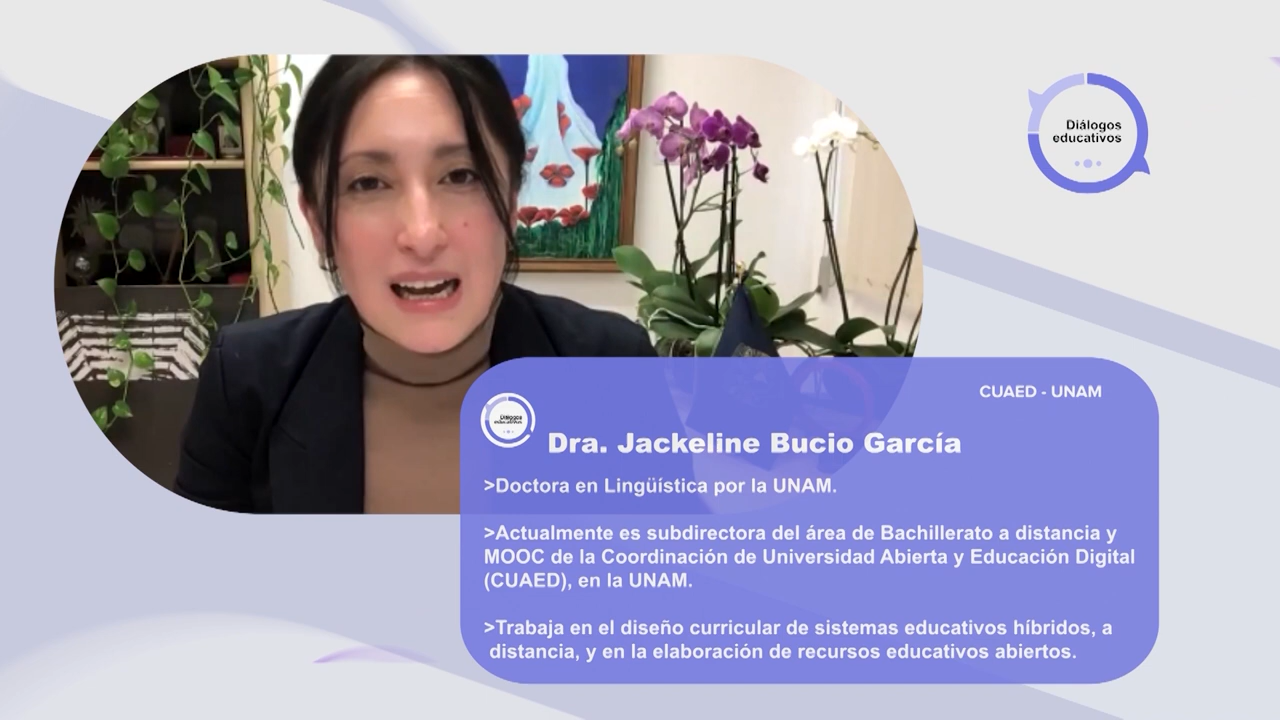 Diálogos
educativos
CUAED - UNAM
Diálogos
educativos
Dra. Jackeline Bucio García
>Doctora en Lingüística por la UNAM.
>Actualmente es subdirectora del área de Bachillerato a distancia y
MOOC de la Coordinación de Universidad Abierta y Educación Digital
(CUAED), en la UNAM.
>Trabaja en el diseño curricular de sistemas educativos híbridos, a
distancia, y en la elaboración de recursos educativos abiertos.